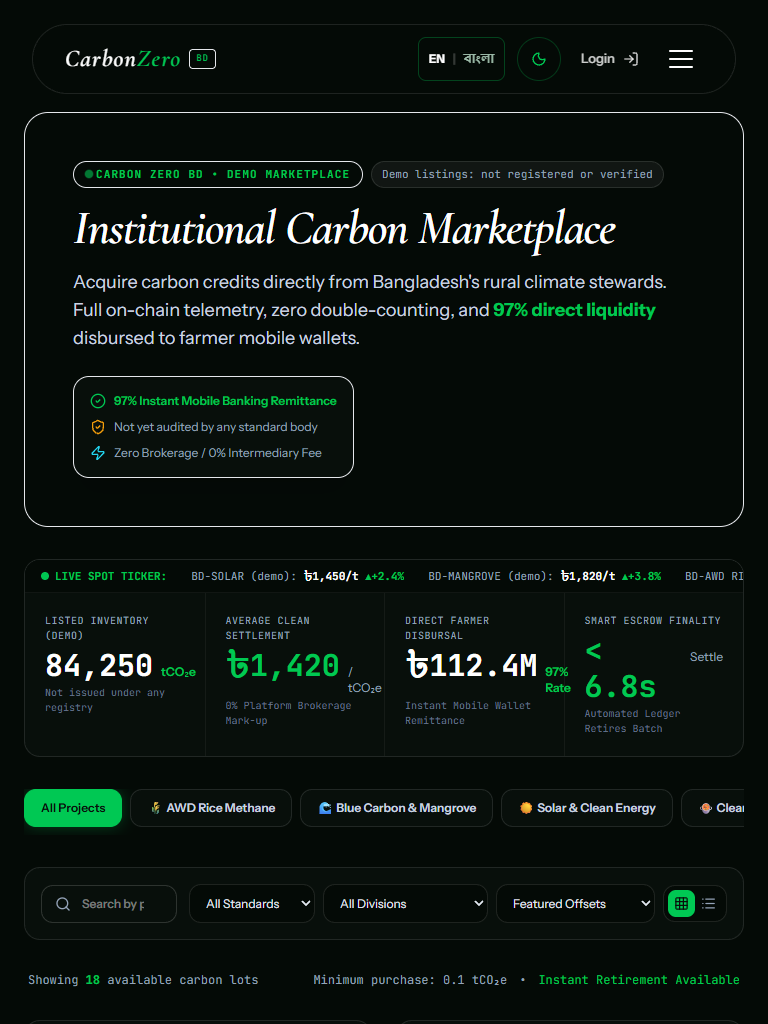 CarbonZero BD
EN | বাংলা
Login
CARBON ZERO BD • DEMO MARKETPLACE
Demo listings: not registered or verified
Institutional Carbon Marketplace
Acquire carbon credits directly from Bangladesh's rural climate stewards.
Full on-chain telemetry, zero double-counting, and 97% direct liquidity
disbursed to farmer mobile wallets.
97% Instant Mobile Banking Remittance
Not yet audited by any standard body
Zero Brokerage / 0% Intermediary Fee
LIVE SPOT TICKER: BD-SOLAR (demo): ৳1,450/t ▲+2.4% BD-MANGROVE (demo): ৳1,820/t ▲+3.8% BD-AWD RI
LISTED INVENTORY
(DEMO)
84,250 tCO₂e
Not issued under any
registry
AVERAGE CLEAN
SETTLEMENT
৳1,420 /
tCO₂e
0% Platform Brokerage
Mark-up
DIRECT FARMER
DISBURSAL
৳112.4M 97%
Rate
Instant Mobile Wallet
Remittance
SMART ESCROW FINALITY
<
6.8s
Settle
Automated Ledger
Retires Batch
All Projects
AWD Rice Methane
Blue Carbon & Mangrove
Solar & Clean Energy
Clear
Search by p
All Standards
All Divisions
Featured Offsets
Showing 18 available carbon lots
Minimum purchase: 0.1 tCO₂e • Instant Retirement Available